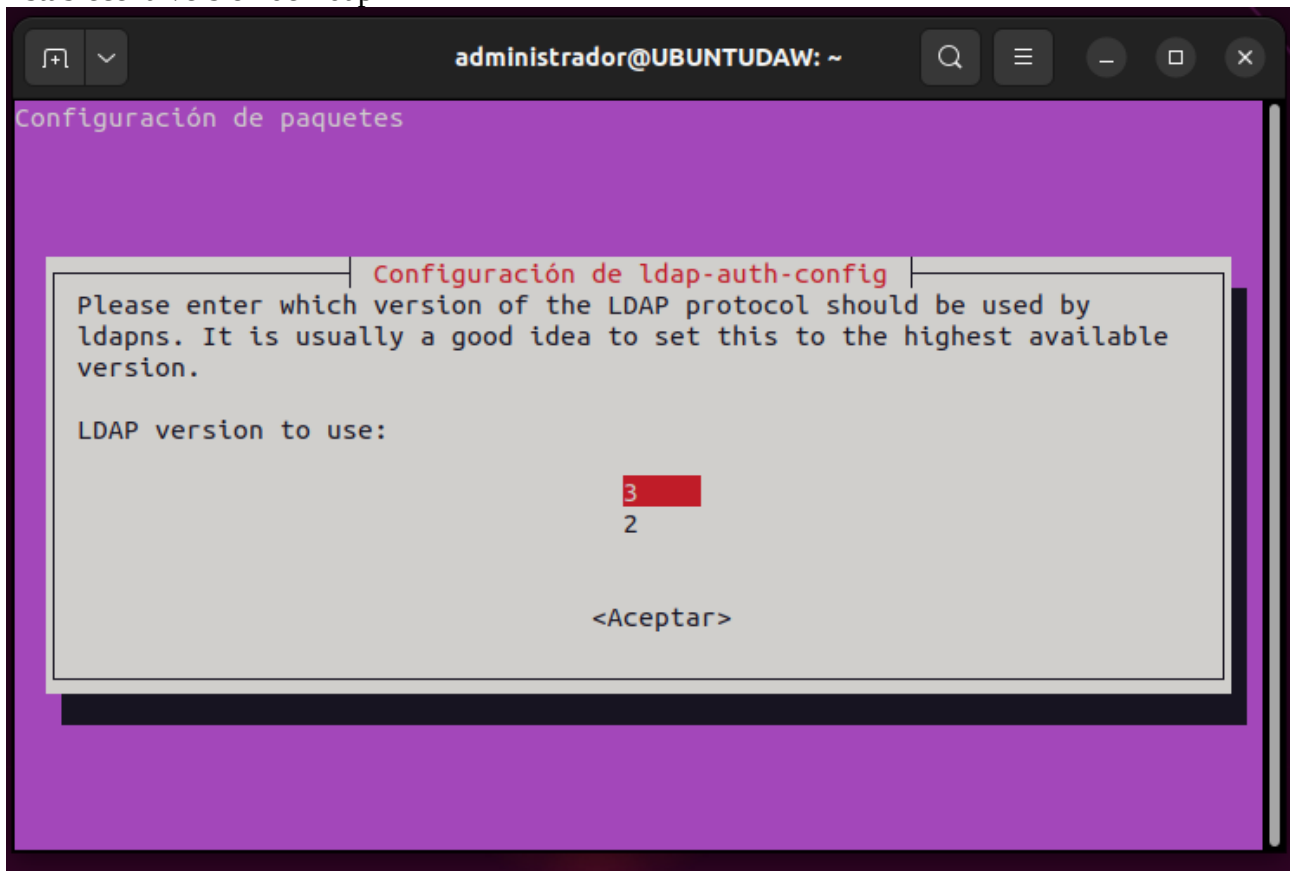 administrador@UBUNTUDAW: ~
Configuración de paquetes
Configuración de ldap-auth-config
Please enter which version of the LDAP protocol should be used by
ldapns. It is usually a good idea to set this to the highest available
version.
LDAP version to use:
3
2
<Aceptar>